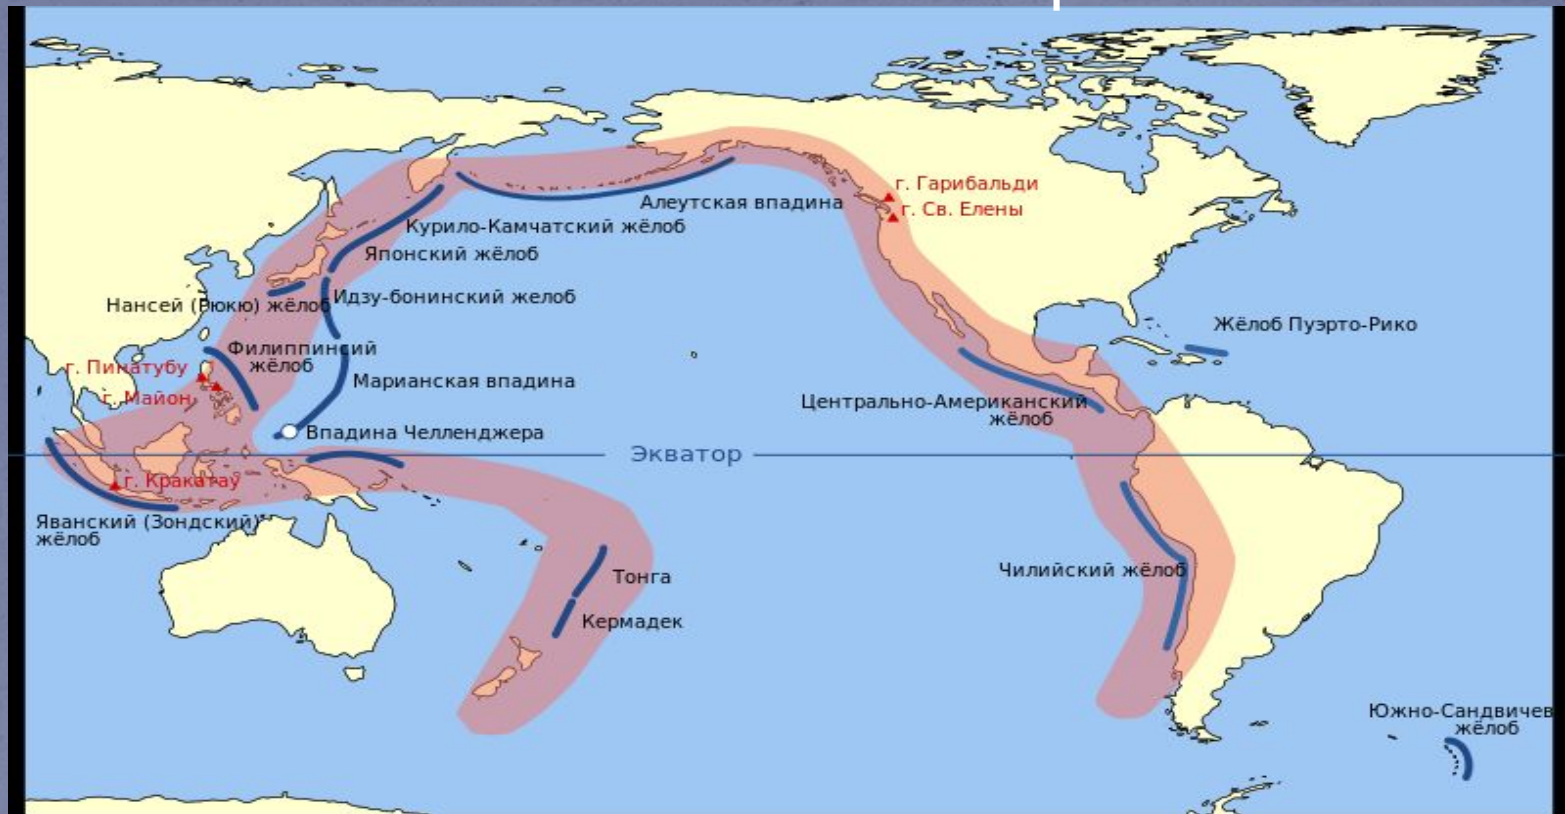 г. Гарибальди
Алеутская впадина
г. Св. Елены
Курило-Камчатский жёлоб
Японский жёлоб
Нансей (Рюкю) жёлоб
Идзу-бонинский желоб
Жёлоб Пуэрто-Рико
Филиппинсий
жёлоб
г. Пинатубу
Марианская впадина
г. Майон
Центрально-Американский
жёлоб
Впадина Челленджера
Экватор
г. Кракатау
Яванский (Зондский)
жёлоб
Чилийский жёлоб
Тонга
Кермадек
Южно-Сандвичев
жёлоб